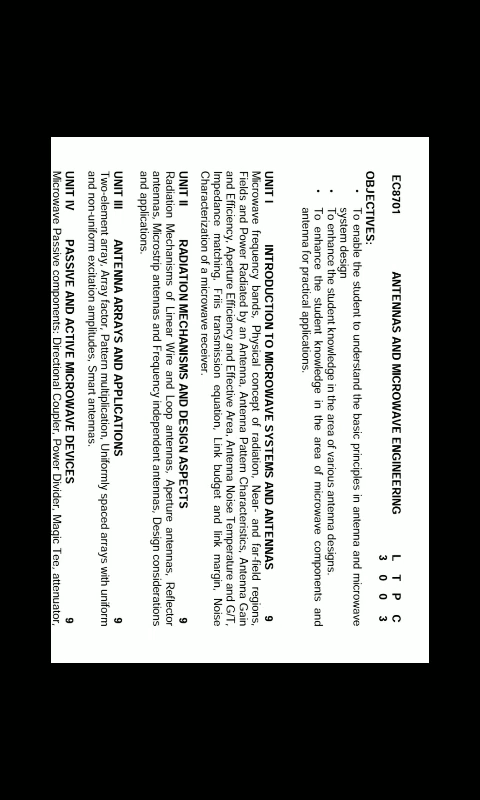 EC8701 ANTENNAS AND MICROWAVE ENGINEERING L T P C
3 0 0 3
OBJECTIVES:
• To enable the student to understand the basic principles in antenna and microwave
system design
• To enhance the student knowledge in the area of various antenna designs.
• To enhance the student knowledge in the area of microwave components and
antenna for practical applications.
UNIT I INTRODUCTION TO MICROWAVE SYSTEMS AND ANTENNAS 9
Microwave frequency bands, Physical concept of radiation, Near- and far-field regions,
Fields and Power Radiated by an Antenna, Antenna Pattern Characteristics, Antenna Gain
and Efficiency, Aperture Efficiency and Effective Area, Antenna Noise Temperature and G/T,
Impedance matching, Friis transmission equation, Link budget and link margin, Noise
Characterization of a microwave receiver.
UNIT II RADIATION MECHANISMS AND DESIGN ASPECTS 9
Radiation Mechanisms of Linear Wire and Loop antennas, Aperture antennas, Reflector
antennas, Microstrip antennas and Frequency independent antennas, Design considerations
and applications.
UNIT III ANTENNA ARRAYS AND APPLICATIONS 9
Two-element array, Array factor, Pattern multiplication, Uniformly spaced arrays with uniform
and non-uniform excitation amplitudes, Smart antennas.
UNIT IV PASSIVE AND ACTIVE MICROWAVE DEVICES 9
Microwave Passive components: Directional Coupler, Power Divider, Magic Tee, attenuator,